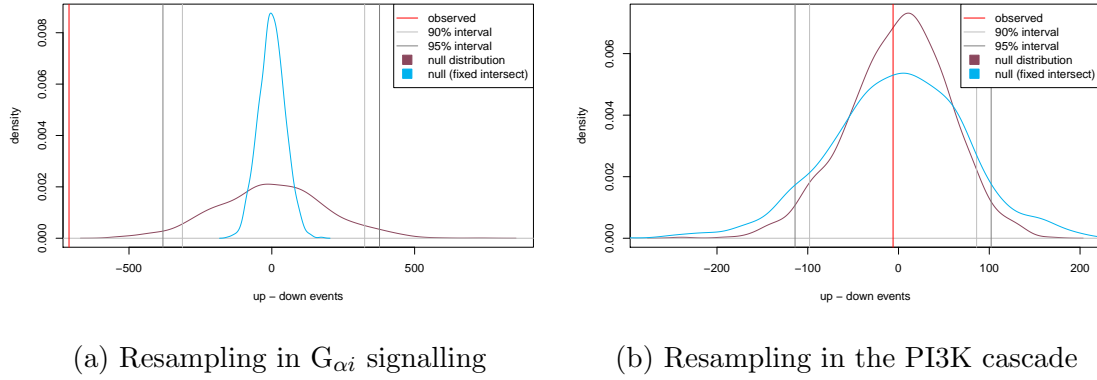 observed
90% interval
95% interval
null distribution
null (fixed intersect)
density
0.000 0.002 0.004 0.006 0.008
−500 0 500
up − down events
(a) Resampling in Gαi signalling
observed
90% interval
95% interval
null distribution
null (fixed intersect)
density
0.000 0.002 0.004 0.006
−200 −100 0 100 200
up − down events
(b) Resampling in the PI3K cascade